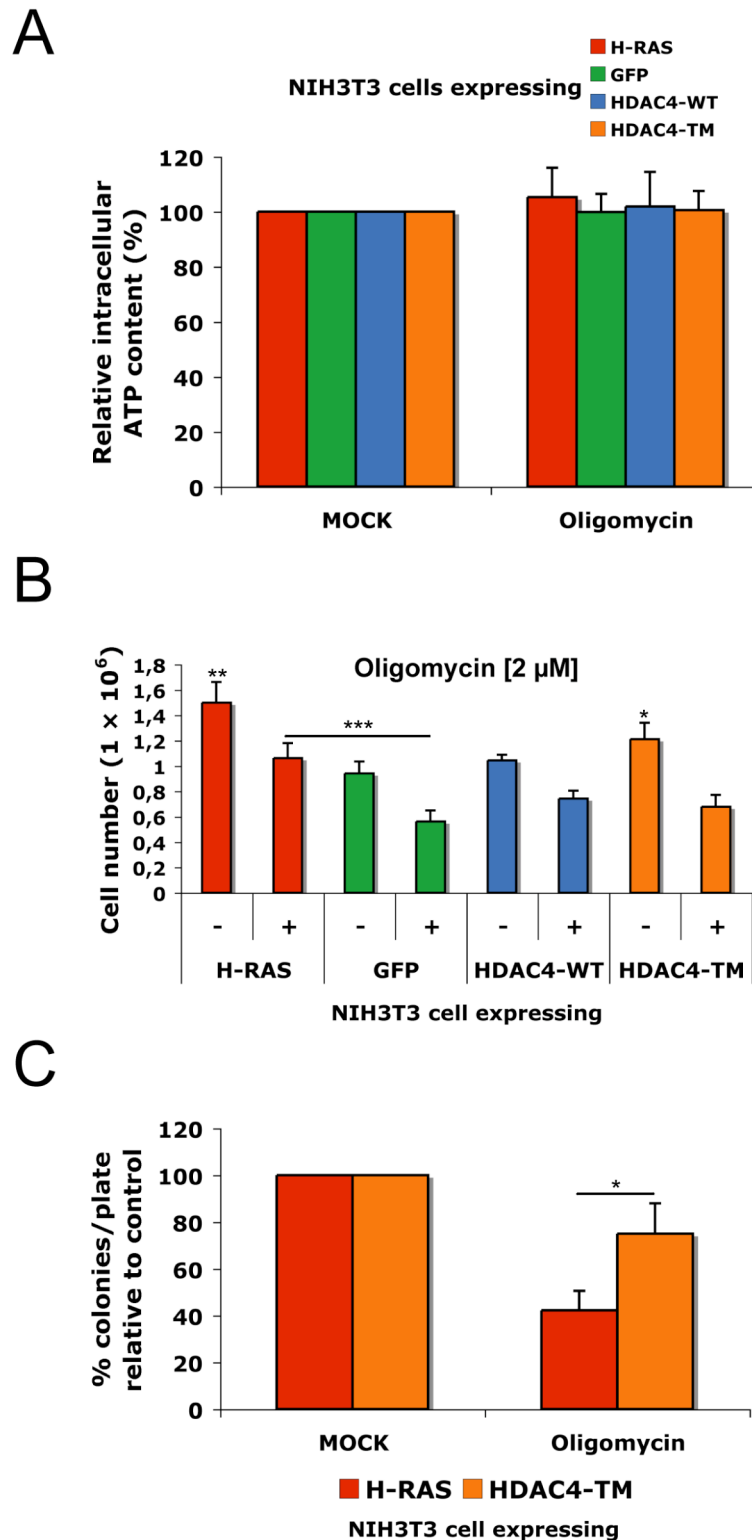 A
H-RAS
GFP
HDAC4-WT
HDAC4-TM
NIH3T3 cells expressing
Relative intracellular
ATP content (%)
120
100
80
60
40
20
0
MOCK
Oligomycin
B
Oligomycin [2 µM]
Cell number (1 × 10⁶)
1,8
1,6
1,4
1,2
1
0,8
0,6
0,4
0,2
0
**
***
*
- + - + - + - +
H-RAS GFP HDAC4-WT HDAC4-TM
NIH3T3 cell expressing
C
% colonies/plate
relative to control
120
100
80
60
40
20
0
*
MOCK
Oligomycin
H-RAS HDAC4-TM
NIH3T3 cell expressing